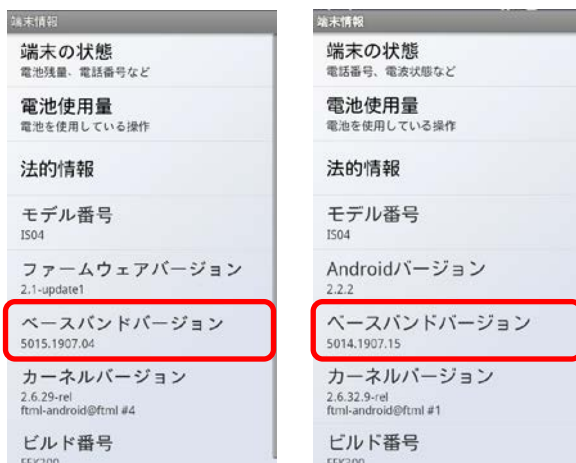 端末情報
端末の状態
電池残量、電話番号など
電池使用量
電池を使用している操作
法的情報
モデル番号
IS04
ファームウェアバージョン
2.1-update1
ベースバンドバージョン
5015.1907.04
カーネルバージョン
2.6.29-rel
ftml-android@ftml #4
ビルド番号
端末情報
端末の状態
電話番号、電波状態など
電池使用量
電池を使用している操作
法的情報
モデル番号
IS04
Androidバージョン
2.2.2
ベースバンドバージョン
5014.1907.15
カーネルバージョン
2.6.32.9-rel
ftml-android@ftml #1
ビルド番号